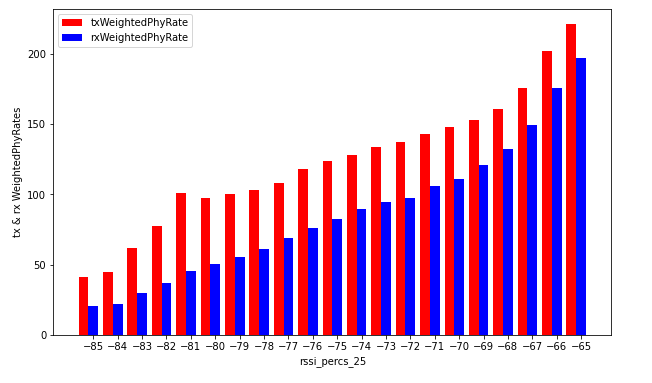 txWeightedPhyRate
rxWeightedPhyRate
200
150
100
50
0
tx & rx WeightedPhyRates
−85 −84 −83 −82 −81 −80 −79 −78 −77 −76 −75 −74 −73 −72 −71 −70 −69 −68 −67 −66 −65
rssi_percs_25